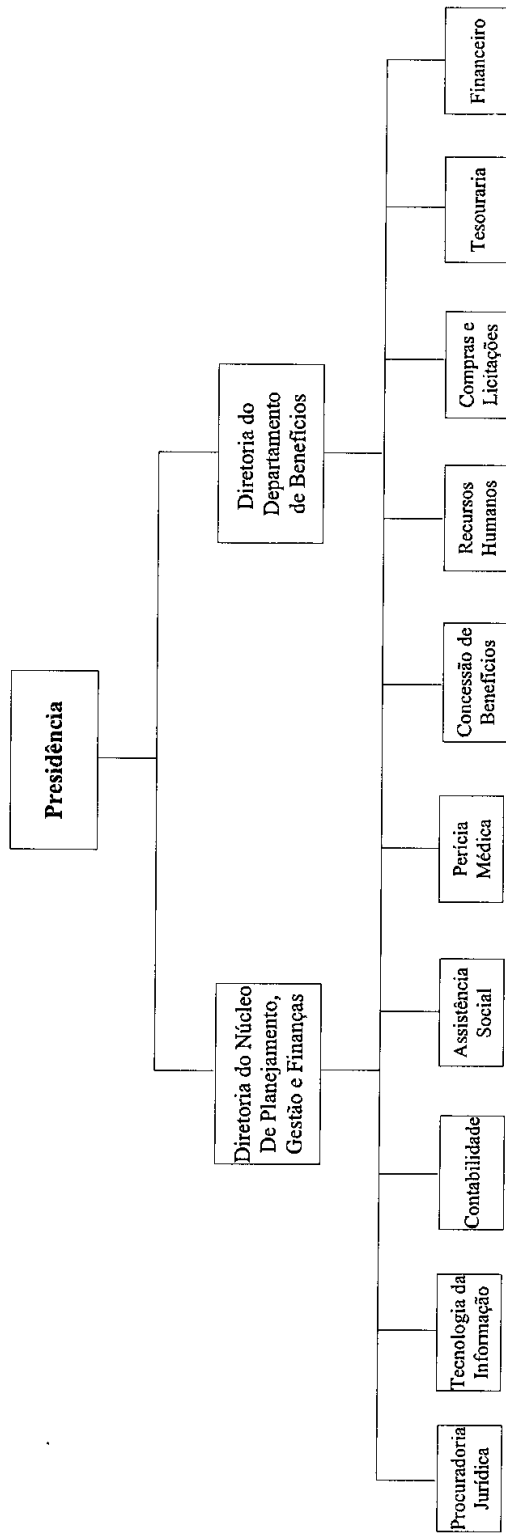 Presidência
Diretoria do Núcleo
De Planejamento,
Gestão e Finanças
Diretoria do
Departamento
de Benefícios
Procuradoria
Jurídica
Tecnologia da
Informação
Contabilidade
Assistência
Social
Perícia
Médica
Concessão de
Benefícios
Recursos
Humanos
Compras e
Licitações
Tesouraria
Financeiro